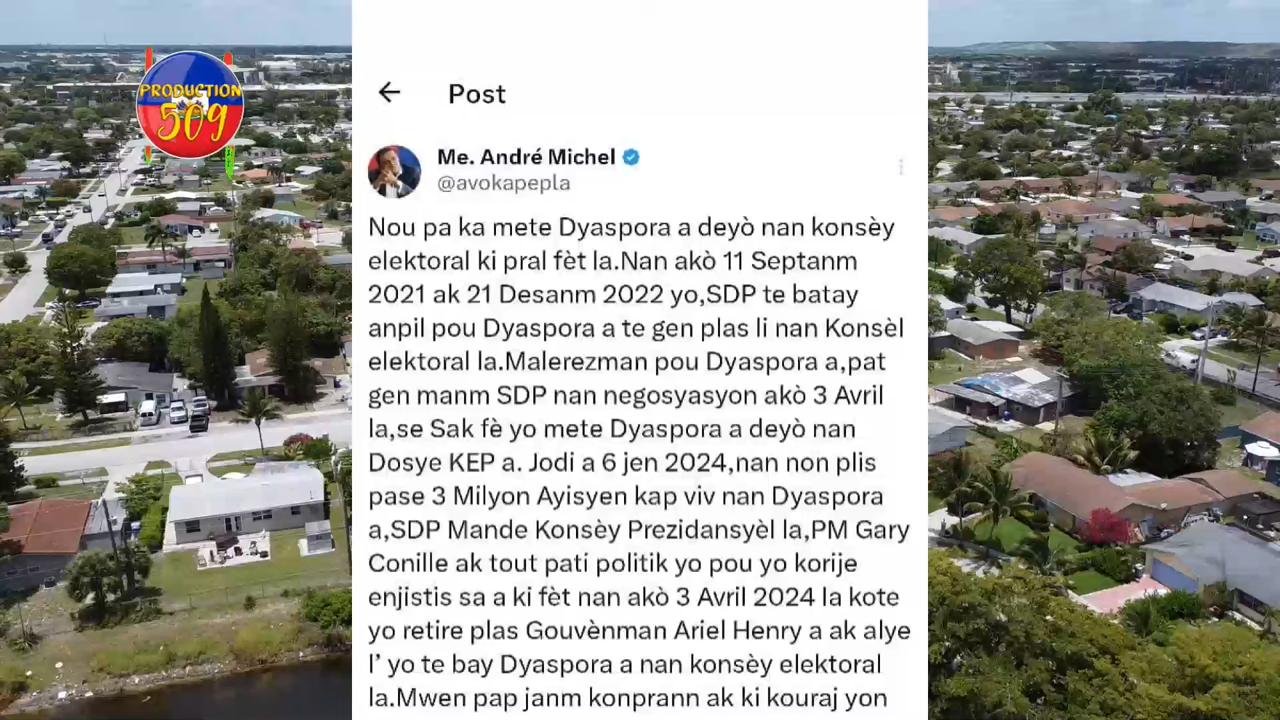 PRODUCTION
509
Post
Me. André Michel
@avokapepla
Nou pa ka mete Dyaspora a deyò nan konsèy
elektoral ki pral fèt la.Nan akò 11 Septanm
2021 ak 21 Desanm 2022 yo,SDP te batay
anpil pou Dyaspora a te gen plas li nan Konsèl
elektoral la.Malerezman pou Dyaspora a,pat
gen manm SDP nan negosyasyon akò 3 Avril
la,se Sak fè yo mete Dyaspora a deyò nan
Dosye KEP a. Jodi a 6 jen 2024,nan non plis
pase 3 Milyon Ayisyen kap viv nan Dyaspora
a,SDP Mande Konsèy Prezidansyèl la,PM Gary
Conille ak tout pati politik yo pou yo korije
enjistis sa a ki fèt nan akò 3 Avril 2024 la kote
yo retire plas Gouvènman Ariel Henry a ak alye
l’ yo te bay Dyaspora a nan konsèy elektoral
la.Mwen pap janm konprann ak ki kouraj yon